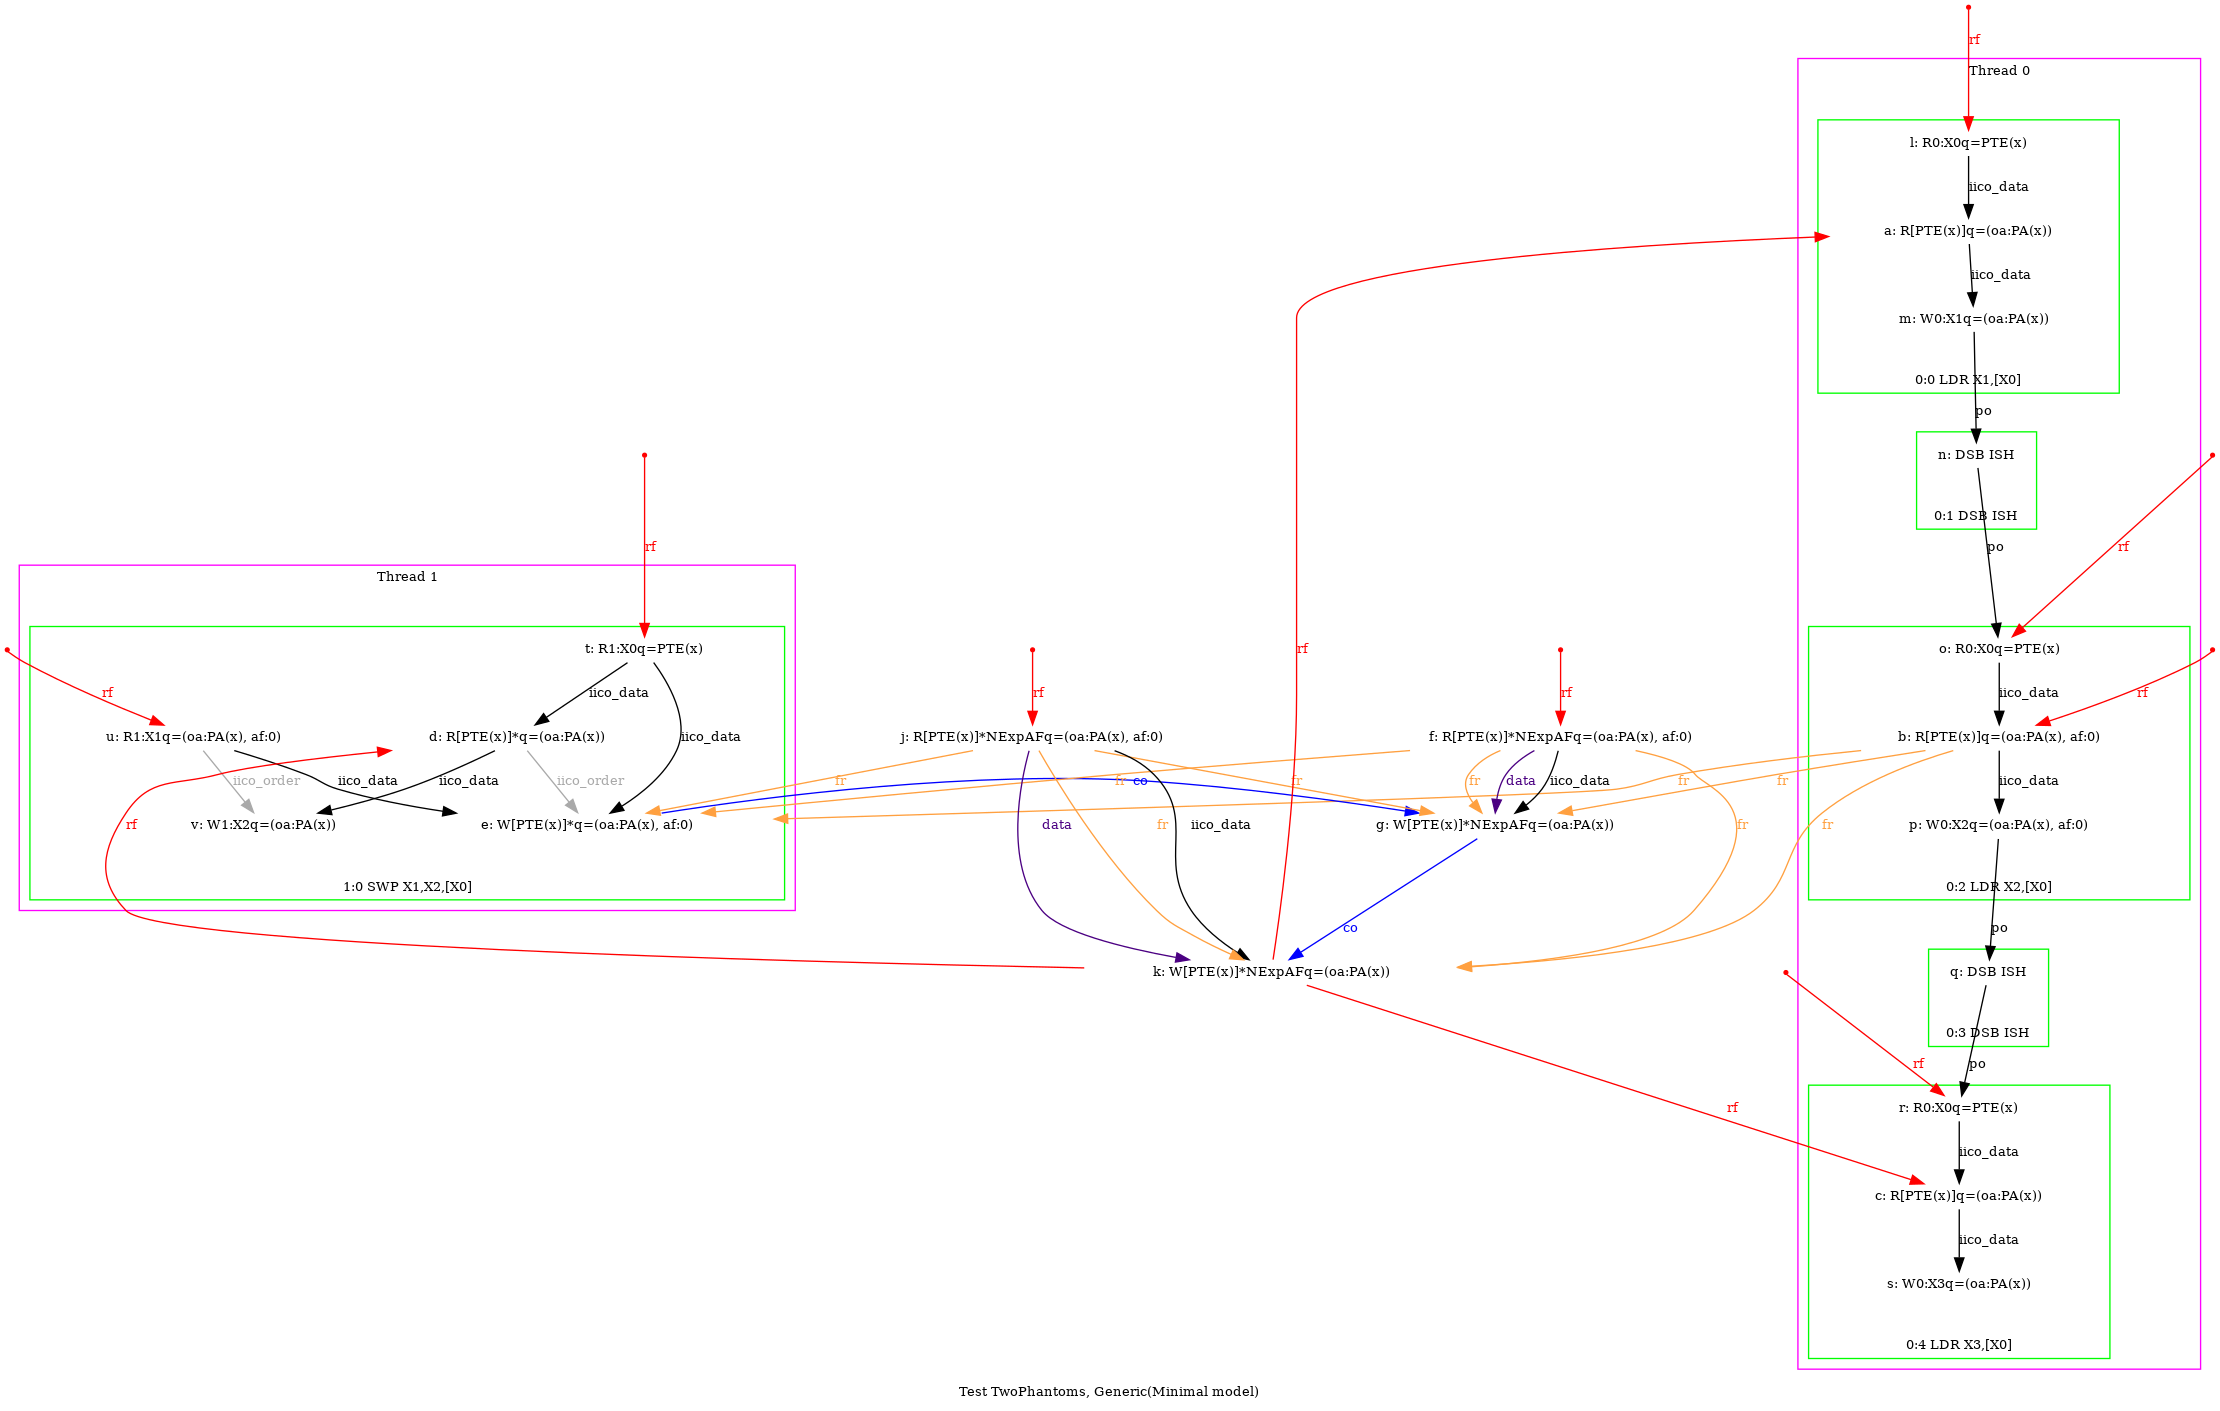 rf
Thread 0
l: R0:X0q=PTE(x)
iico_data
a: R[PTE(x)]q=(oa:PA(x))
iico_data
m: W0:X1q=(oa:PA(x))
0:0 LDR X1,[X0]
po
n: DSB ISH
0:1 DSB ISH
rf
po
rf
Thread 1
t: R1:X0q=PTE(x)
rf
o: R0:X0q=PTE(x)
rf
iico_data
rf
rf
iico_data
rf
u: R1:X1q=(oa:PA(x), af:0)
d: R[PTE(x)]*q=(oa:PA(x))
iico_data
j: R[PTE(x)]*NExpAFq=(oa:PA(x), af:0)
f: R[PTE(x)]*NExpAFq=(oa:PA(x), af:0)
b: R[PTE(x)]q=(oa:PA(x), af:0)
iico_order
iico_data
iico_data
iico_order
fr
fr
co
fr
fr
data
iico_data
fr
fr
iico_data
rf
v: W1:X2q=(oa:PA(x))
e: W[PTE(x)]*q=(oa:PA(x), af:0)
data
fr
iico_data
g: W[PTE(x)]*NExpAFq=(oa:PA(x))
fr
fr
p: W0:X2q=(oa:PA(x), af:0)
1:0 SWP X1,X2,[X0]
0:2 LDR X2,[X0]
co
po
k: W[PTE(x)]*NExpAFq=(oa:PA(x))
q: DSB ISH
0:3 DSB ISH
rf
po
rf
r: R0:X0q=PTE(x)
iico_data
c: R[PTE(x)]q=(oa:PA(x))
iico_data
s: W0:X3q=(oa:PA(x))
0:4 LDR X3,[X0]
Test TwoPhantoms, Generic(Minimal model)